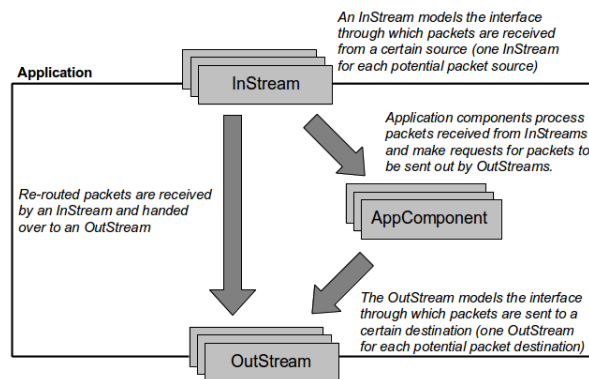 An InStream models the interface
through which packets are received
from a certain source (one InStream
for each potential packet source)
Application
InStream
Application components process
packets received from InStreams
and make requests for packets to
be sent out by OutStreams.
Re-routed packets are received
by an InStream and handed
over to an OutStream
AppComponent
The OutStream models the interface
through which packets are sent to a
certain destination (one OutStream
for each potential packet destination)
OutStream